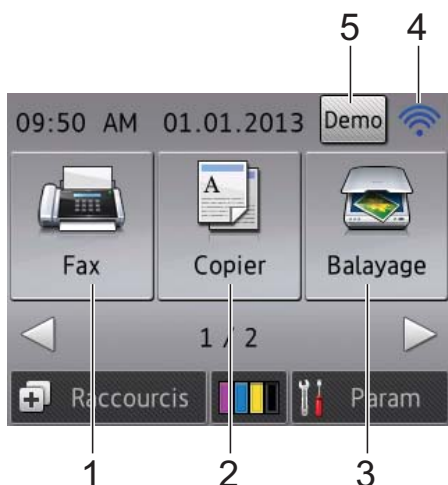 5 4
09:50 AM 01.01.2013 Demo
A
Fax Copier Balayage
1 / 2
Raccourcis Param
1 2 3